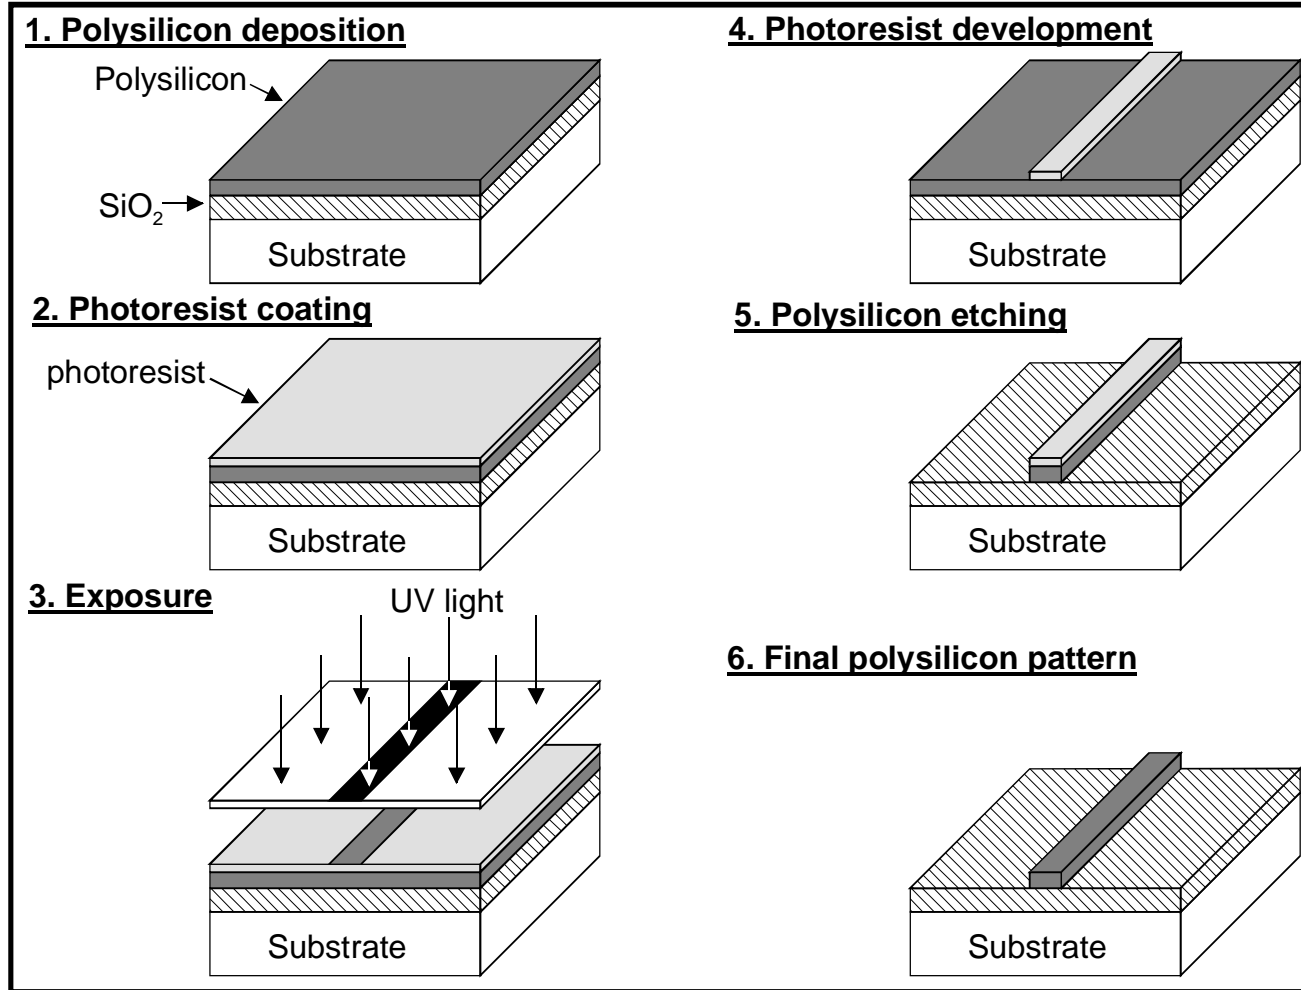 1. Polysilicon deposition
Polysilicon
SiO2
Substrate
2. Photoresist coating
photoresist
Substrate
3. Exposure
UV light
Substrate
4. Photoresist development
Substrate
5. Polysilicon etching
Substrate
6. Final polysilicon pattern
Substrate